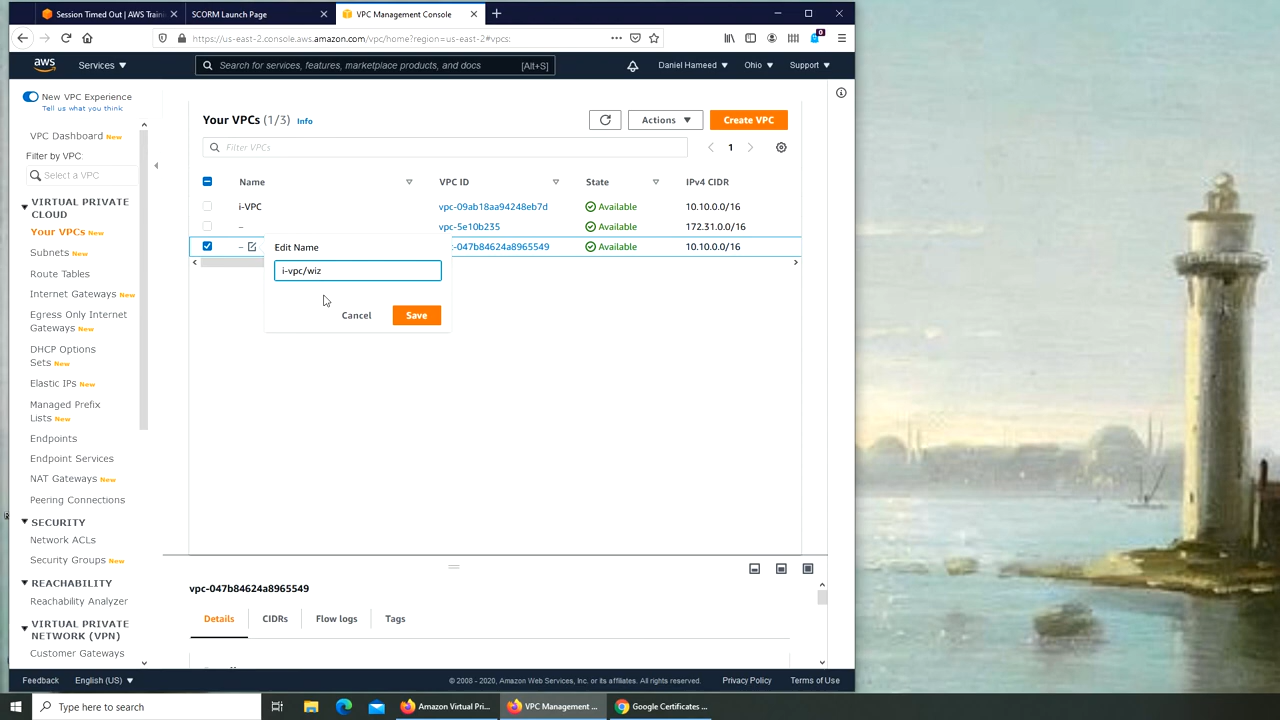 Session Timed Out | AWS Traini
SCORM Launch Page
VPC Management Console
https://us-east-2.console.aws.amazon.com/vpc/home?region=us-east-2#vpcs:
0
aws
Services
Search for services, features, marketplace products, and docs
[Alt+S]
Daniel Hameed
Ohio
Support
New VPC Experience
Tell us what you think
VPC Dashboard New
Filter by VPC:
Select a VPC
VIRTUAL PRIVATE
CLOUD
Your VPCs New
Subnets New
Route Tables
Internet Gateways New
Egress Only Internet
Gateways New
DHCP Options
Sets New
Elastic IPs New
Managed Prefix
Lists New
Endpoints
Endpoint Services
NAT Gateways New
Peering Connections
SECURITY
Network ACLs
Security Groups New
REACHABILITY
Reachability Analyzer
VIRTUAL PRIVATE
NETWORK (VPN)
Customer Gateways
Your VPCs (1/3) Info
Actions
Create VPC
Filter VPCs
1
Name VPC ID State IPv4 CIDR
i-VPC vpc-09ab18aa94248eb7d Available 10.10.0.0/16
– vpc-5e10b235 Available 172.31.0.0/16
– c-047b84624a8965549 Available 10.10.0.0/16
Edit Name
i-vpc/wiz
Cancel
Save
vpc-047b84624a8965549
Details
CIDRs
Flow logs
Tags
Feedback
English (US)
© 2008 - 2020, Amazon Web Services, Inc. or its affiliates. All rights reserved.
Privacy Policy
Terms of Use
Type here to search
Amazon Virtual Pri...
VPC Management ...
Google Certificates ...